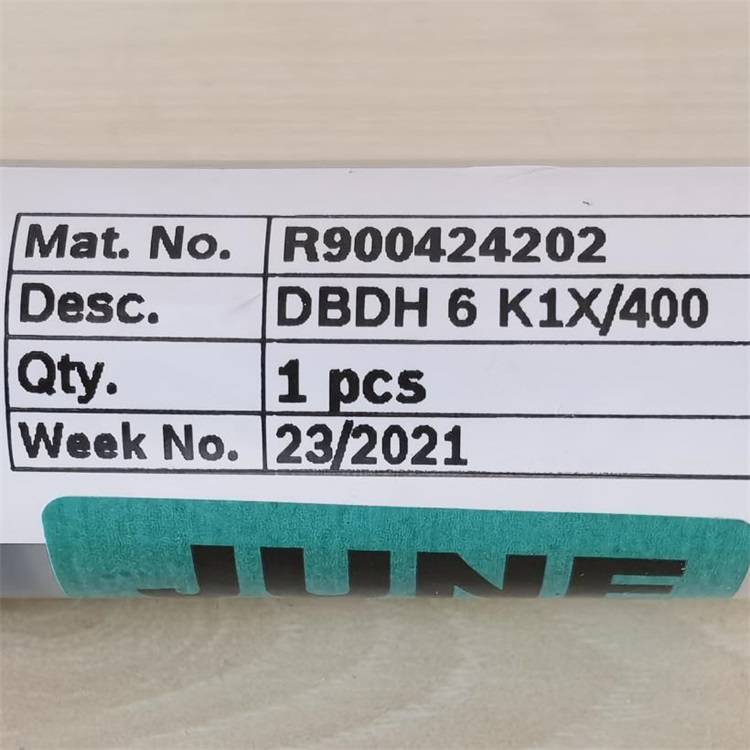 Mat. No. R900424202
Desc. DBDH 6 K1X/400
Qty. 1 pcs
Week No. 23/2021
JUNE